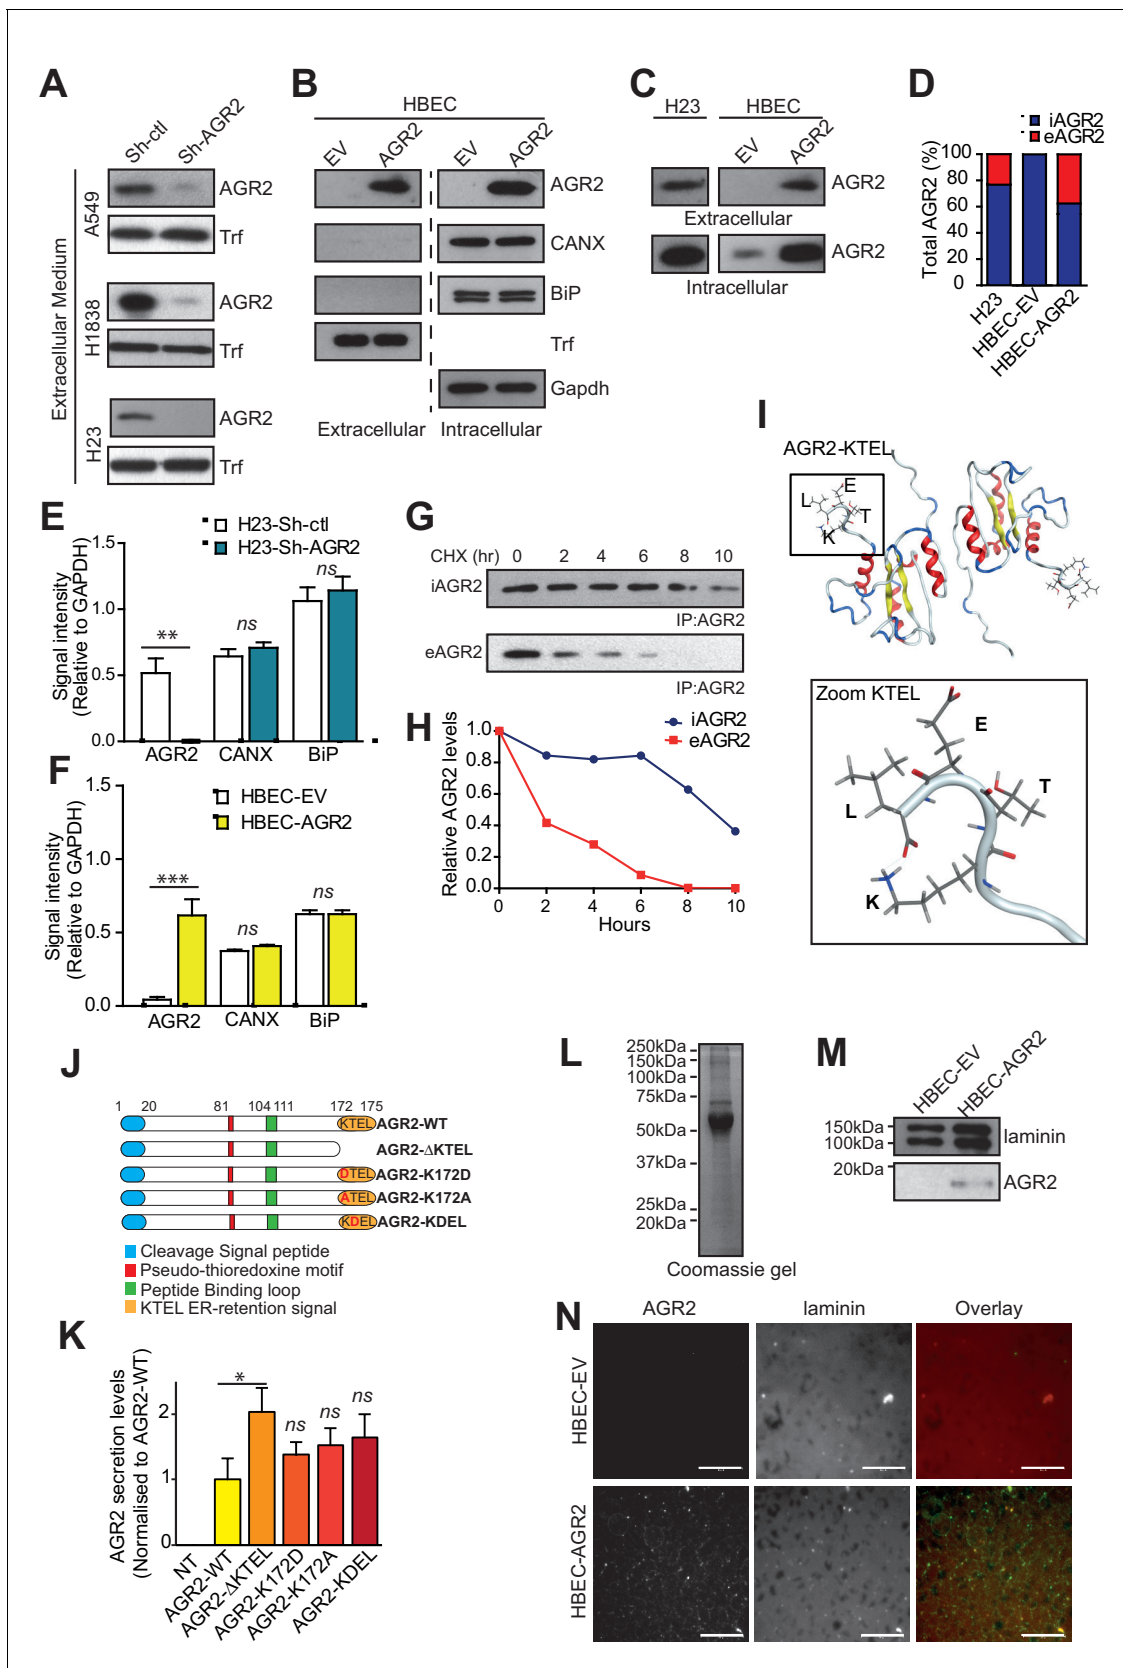 A
Sh-ctl
Sh-AGR2
Extracellular Medium
A549
AGR2
Trf
H1838
AGR2
Trf
H23
AGR2
Trf
B
HBEC
EV
AGR2
EV
AGR2
AGR2
CANX
BiP
Trf
Gapdh
Extracellular
Intracellular
C
H23
HBEC
EV
AGR2
AGR2
Extracellular
AGR2
Intracellular
D
iAGR2
eAGR2
Total AGR2 (%)
100
80
60
40
20
0
H23
HBEC-EV
HBEC-AGR2
E
H23-Sh-ctl
H23-Sh-AGR2
Signal intensity
(Relative to GAPDH)
1.5
1.0
0.5
0.0
**
ns
ns
AGR2
CANX
BiP
F
HBEC-EV
HBEC-AGR2
Signal intensity
(Relative to GAPDH)
1.5
1.0
0.5
0.0
***
ns
ns
AGR2
CANX
BiP
G
CHX (hr) 0 2 4 6 8 10
iAGR2
IP:AGR2
eAGR2
IP:AGR2
H
iAGR2
eAGR2
Relative AGR2 levels
1.0
0.8
0.6
0.4
0.2
0.0
0 2 4 6 8 10
Hours
I
AGR2-KTEL
E
L
T
K
Zoom KTEL
E
T
L
K
J
1 20 81 104 111 172 175
KTEL AGR2-WT
AGR2-ΔKTEL
DTEL AGR2-K172D
ATEL AGR2-K172A
KDEL AGR2-KDEL
Cleavage Signal peptide
Pseudo-thioredoxine motif
Peptide Binding loop
KTEL ER-retention signal
K
AGR2 secretion levels
(Normalised to AGR2-WT)
2
1
0
*
ns
ns
ns
NT
AGR2-WT
AGR2-ΔKTEL
AGR2-K172D
AGR2-K172A
AGR2-KDEL
L
250kDa
150kDa
100kDa
75kDa
50kDa
37kDa
25kDa
20kDa
Coomassie gel
M
HBEC-EV
HBEC-AGR2
150kDa
100kDa
laminin
20kDa
AGR2
N
AGR2
laminin
Overlay
HBEC-EV
HBEC-AGR2